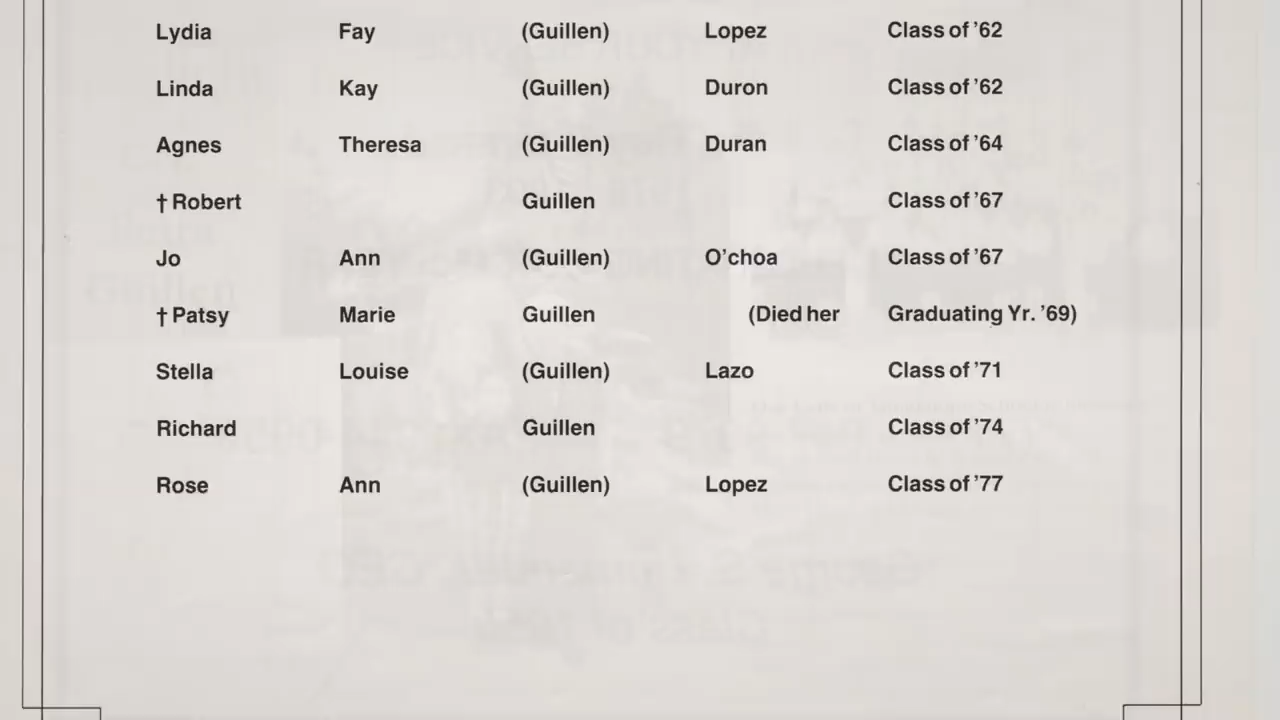 Lydia Fay (Guillen) Lopez Class of ’62
Linda Kay (Guillen) Duron Class of ’62
Agnes Theresa (Guillen) Duran Class of ’64
† Robert Guillen Class of ’67
Jo Ann (Guillen) O’choa Class of ’67
† Patsy Marie Guillen (Died her Graduating Yr. ’69)
Stella Louise (Guillen) Lazo Class of ’71
Richard Guillen Class of ’74
Rose Ann (Guillen) Lopez Class of ’77